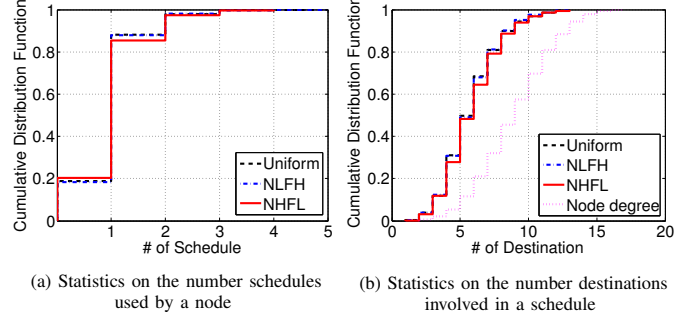 Cumulative Distribution Function
1
0.8
0.6
0.4
0.2
0
0 1 2 3 4 5
# of Schedule
Uniform
NLFH
NHFL
(a) Statistics on the number schedules
used by a node
Cumulative Distribution Function
1
0.8
0.6
0.4
0.2
0
0 5 10 15 20
# of Destination
Uniform
NLFH
NHFL
Node degree
(b) Statistics on the number destinations
involved in a schedule